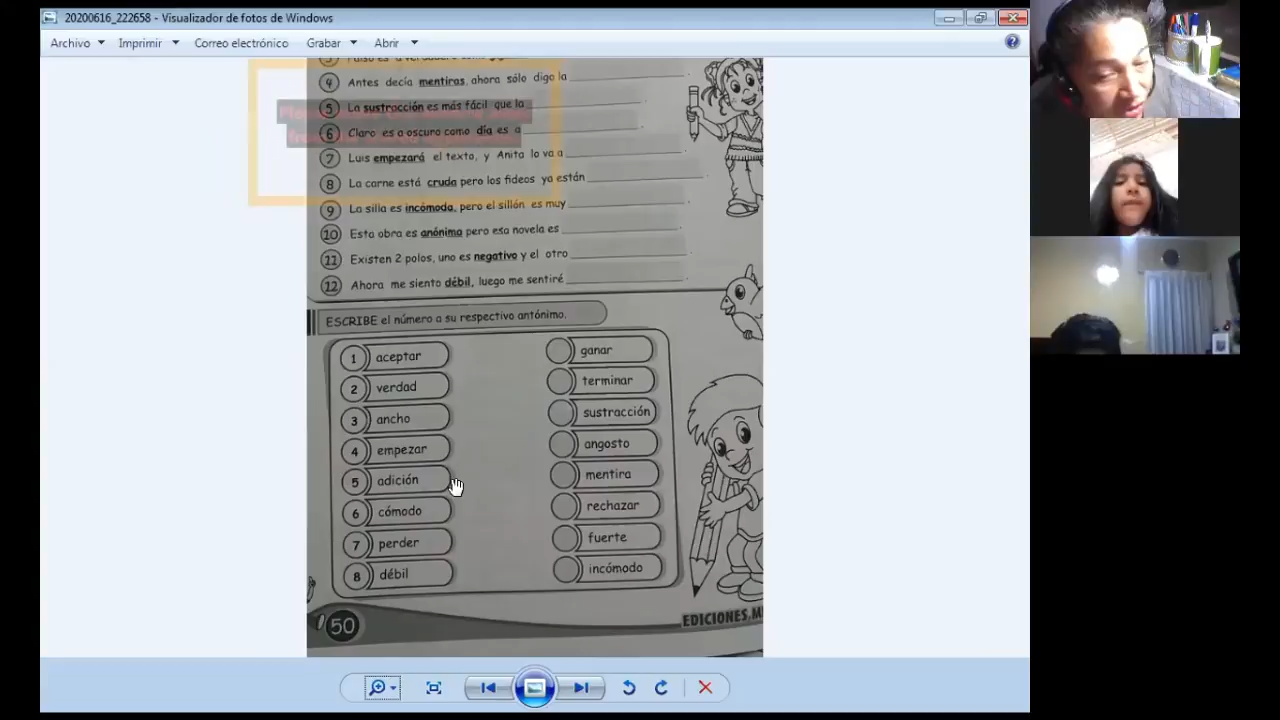 20200616_222658 - Visualizador de fotos de Windows
Archivo Imprimir Correo electrónico Grabar Abrir
4 Antes decía mentiras, ahora sólo digo la
5 La sustracción es más fácil que la
6 Claro es a oscuro como día es a
7 Luis empezará el texto, y Anita lo va a
8 La carne está cruda pero los fideos ya están
9 La silla es incómoda, pero el sillón es muy
10 Esta obra es anónima pero esa novela es
11 Existen 2 polos, uno es negativo y el otro
12 Ahora me siento débil, luego me sentiré
ESCRIBE el número a su respectivo antónimo.
1 aceptar ganar
2 verdad terminar
3 ancho sustracción
4 empezar angosto
5 adición mentira
6 cómodo rechazar
7 perder fuerte
8 débil incómodo
50
EDICIONES